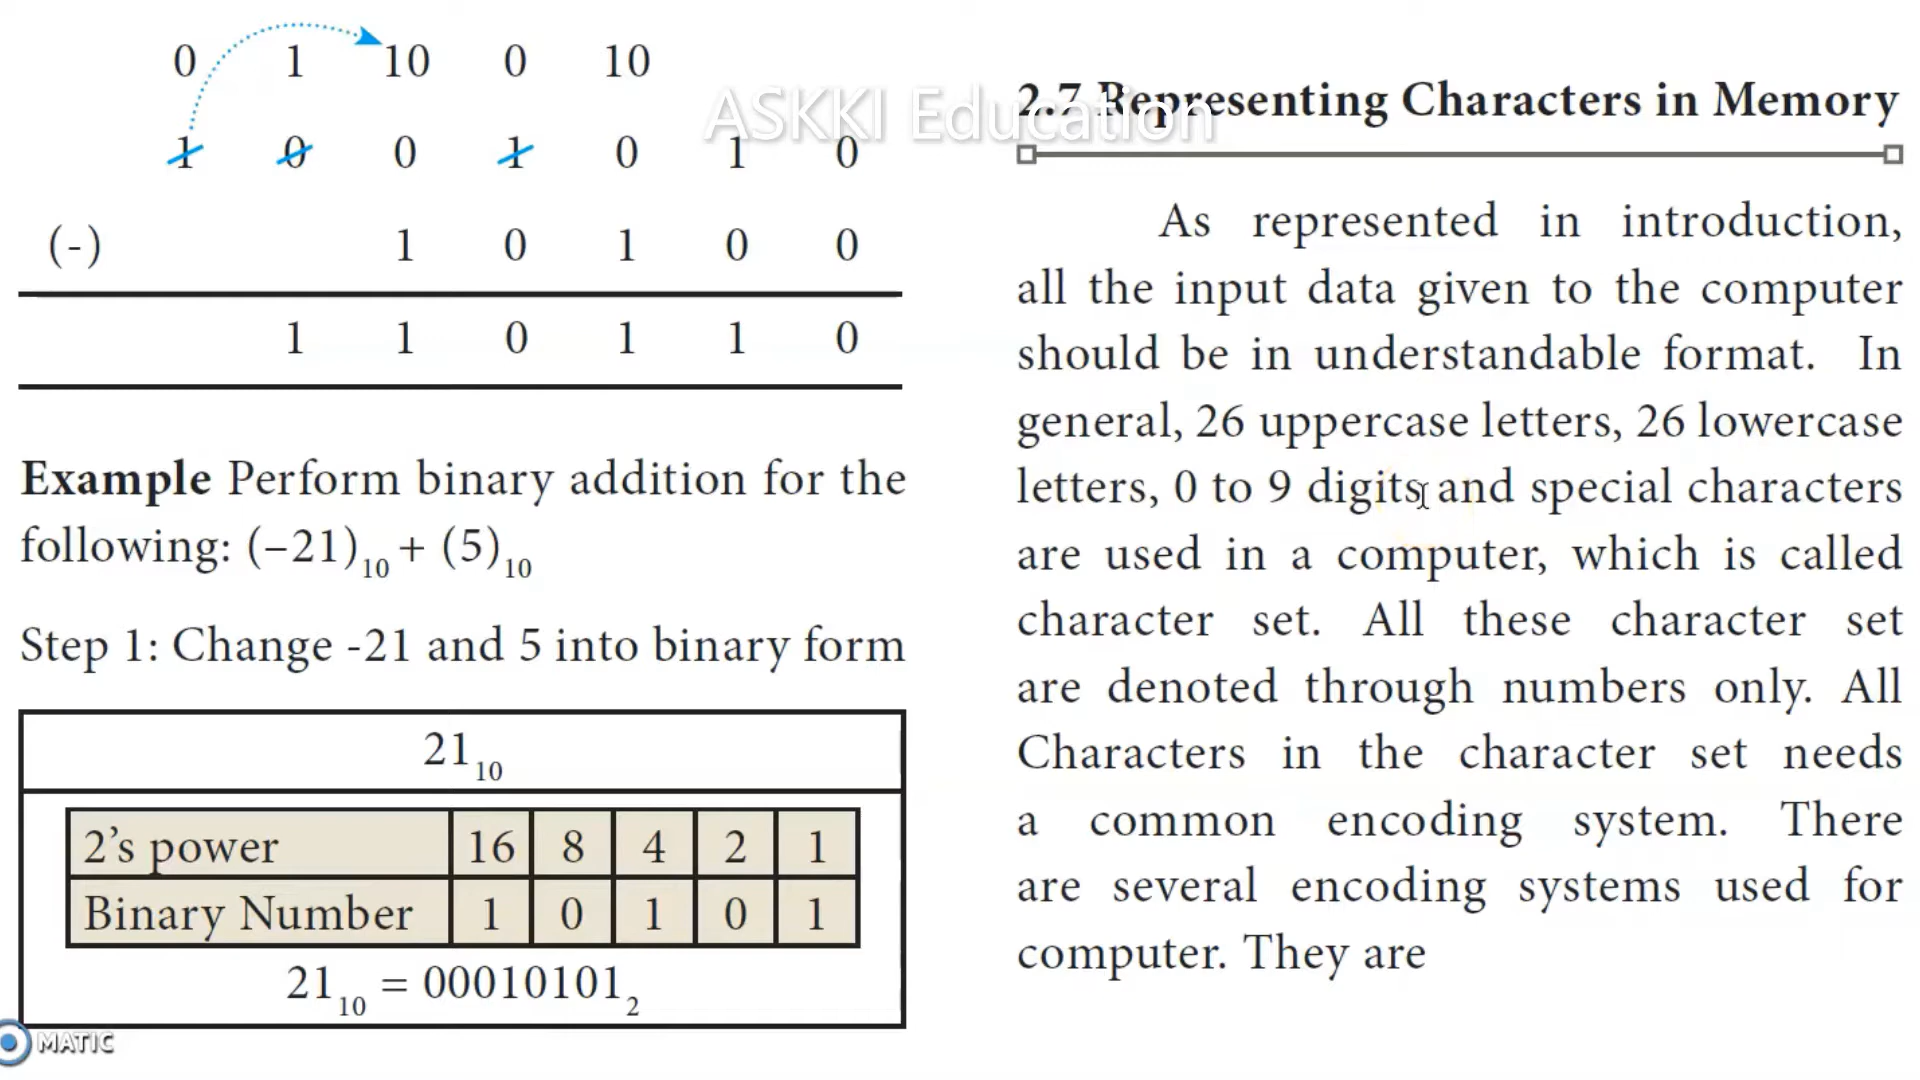 0 1 10 0 10
1 0 0 1 0 1 0
(-) 1 0 1 0 0
1 1 0 1 1 0
Example Perform binary addition for the
following: (–21)10 + (5)10
Step 1: Change -21 and 5 into binary form
2110
2's power 16 8 4 2 1
Binary Number 1 0 1 0 1
2110 = 000101012
MATIC
ASKKI Education
2.7 Representing Characters in Memory
As represented in introduction,
all the input data given to the computer
should be in understandable format. In
general, 26 uppercase letters, 26 lowercase
letters, 0 to 9 digits and special characters
are used in a computer, which is called
character set. All these character set
are denoted through numbers only. All
Characters in the character set needs
a common encoding system. There
are several encoding systems used for
computer. They are